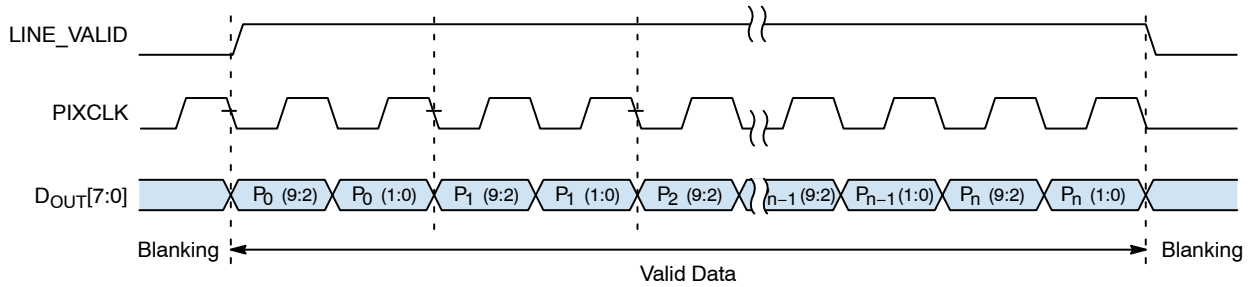 LINE_VALID
PIXCLK
DOUT[7:0] P0 (9:2) P0 (1:0) P1 (9:2) P1 (1:0) P2 (9:2) n−1 (9:2) Pn−1 (1:0) Pn (9:2) Pn (1:0)
Blanking Valid Data Blanking